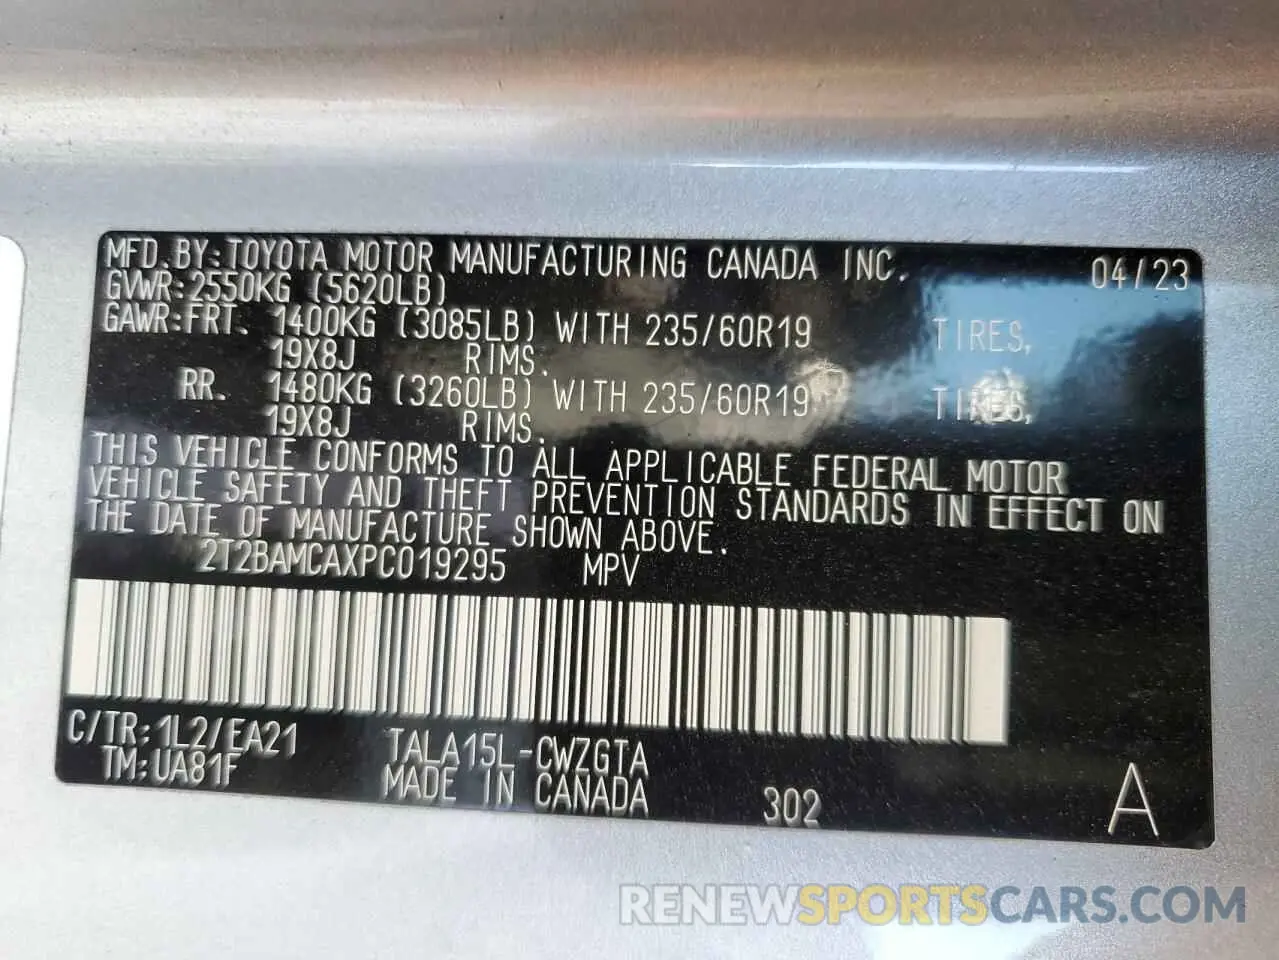 MFD.BY:TOYOTA MOTOR MANUFACTURING CANADA INC. 04/23
GVWR:2550KG (5620LB)
GAWR:FRT. 1400KG (3085LB) WITH 235/60R19 TIRES,
19X8J RIMS.
RR. 1480KG (3260LB) WITH 235/60R19 TIRES,
19X8J RIMS.
THIS VEHICLE CONFORMS TO ALL APPLICABLE FEDERAL MOTOR
VEHICLE SAFETY AND THEFT PREVENTION STANDARDS IN EFFECT ON
THE DATE OF MANUFACTURE SHOWN ABOVE.
2T2BAMCAXPC019295 MPV
C/TR:1L2/EA21 TALA15L-CWZGTA
TM:UA81F MADE IN CANADA 302 A
RENEWSPORTSCARS.COM